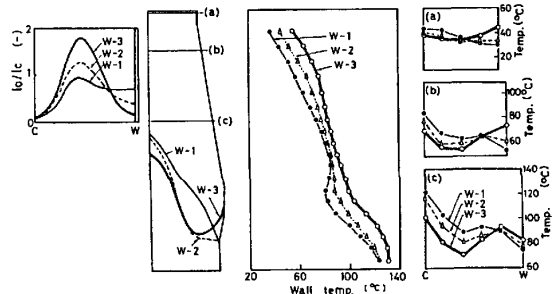 Io/Ic (-)
2
1
0
C
W
W-3
W-2
W-1
(a)
(b)
(c)
W-1
W-3
W-2
W-1
W-2
W-3
20
60
100
140
Wall temp. (°C)
(a)
60
40
20
Temp. (°C)
(b)
100
80
60
Temp. (°C)
(c)
W-1
W-2
W-3
140
120
100
80
60
Temp. (°C)
C
W